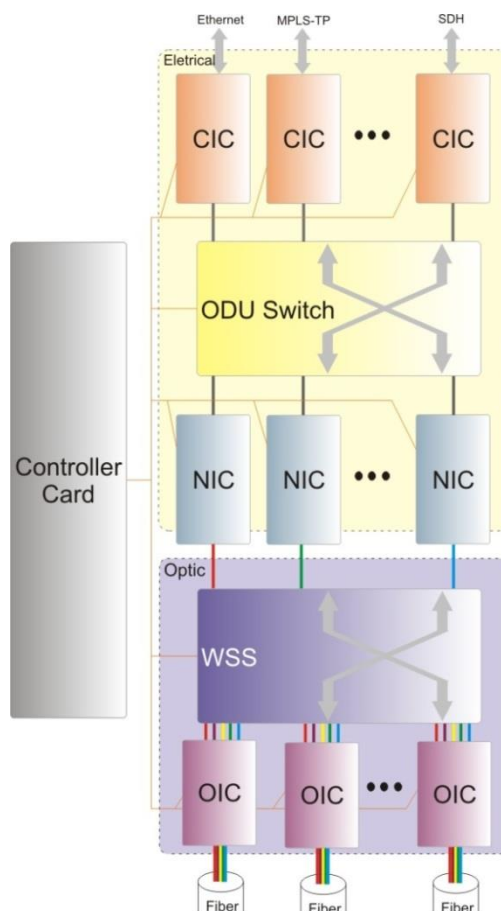 Ethernet MPLS-TP SDH
Eletrical
CIC CIC CIC
ODU Switch
Controller
Card
NIC NIC NIC
Optic
WSS
OIC OIC OIC
Fiber Fiber Fiber